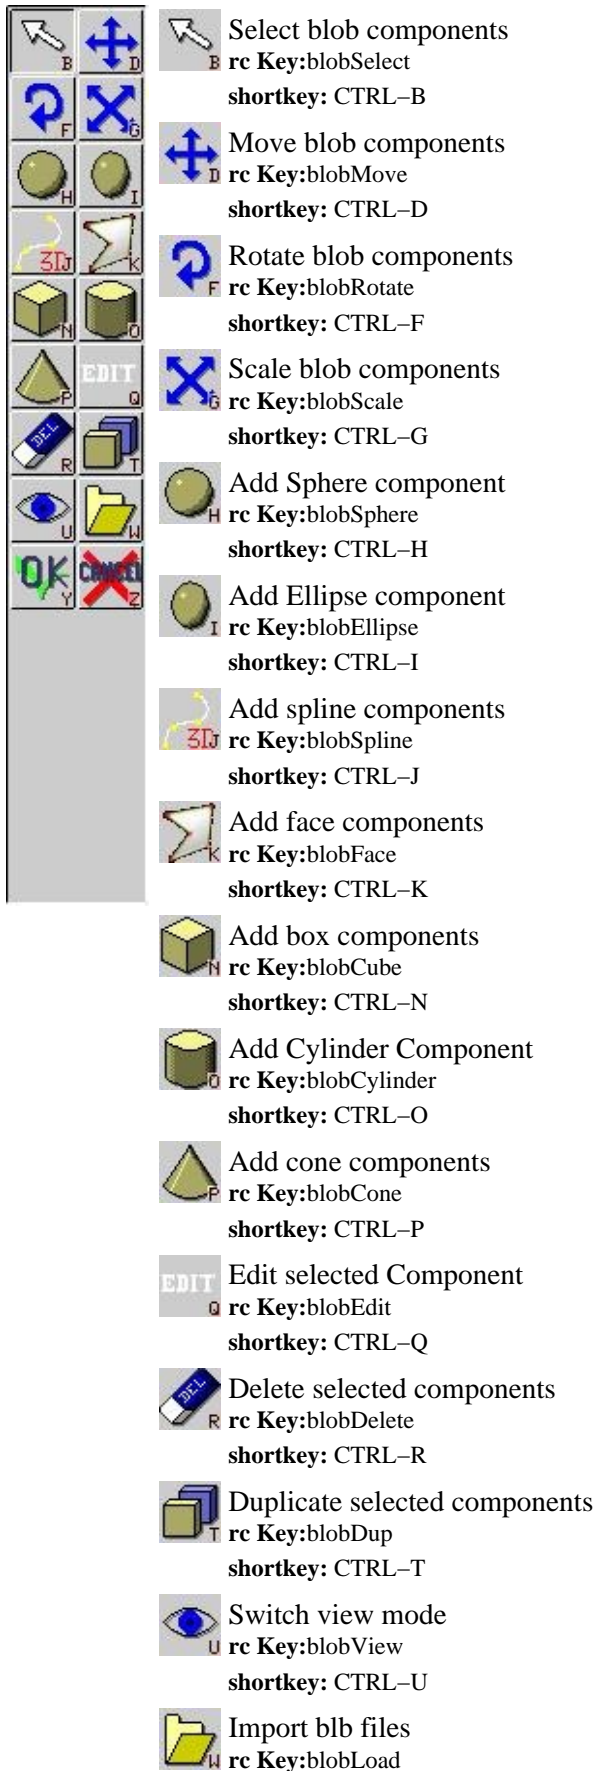 B D
F G
H I
3D J K
N O
P EDIT Q
DEL R T
U W
OK Y CANCEL Z
B Select blob components
rc Key:blobSelect
shortkey: CTRL−B
D Move blob components
rc Key:blobMove
shortkey: CTRL−D
F Rotate blob components
rc Key:blobRotate
shortkey: CTRL−F
G Scale blob components
rc Key:blobScale
shortkey: CTRL−G
H Add Sphere component
rc Key:blobSphere
shortkey: CTRL−H
I Add Ellipse component
rc Key:blobEllipse
shortkey: CTRL−I
3D J Add spline components
rc Key:blobSpline
shortkey: CTRL−J
K Add face components
rc Key:blobFace
shortkey: CTRL−K
N Add box components
rc Key:blobCube
shortkey: CTRL−N
O Add Cylinder Component
rc Key:blobCylinder
shortkey: CTRL−O
P Add cone components
rc Key:blobCone
shortkey: CTRL−P
EDIT Q Edit selected Component
rc Key:blobEdit
shortkey: CTRL−Q
DEL R Delete selected components
rc Key:blobDelete
shortkey: CTRL−R
T Duplicate selected components
rc Key:blobDup
shortkey: CTRL−T
U Switch view mode
rc Key:blobView
shortkey: CTRL−U
W Import blb files
rc Key:blobLoad